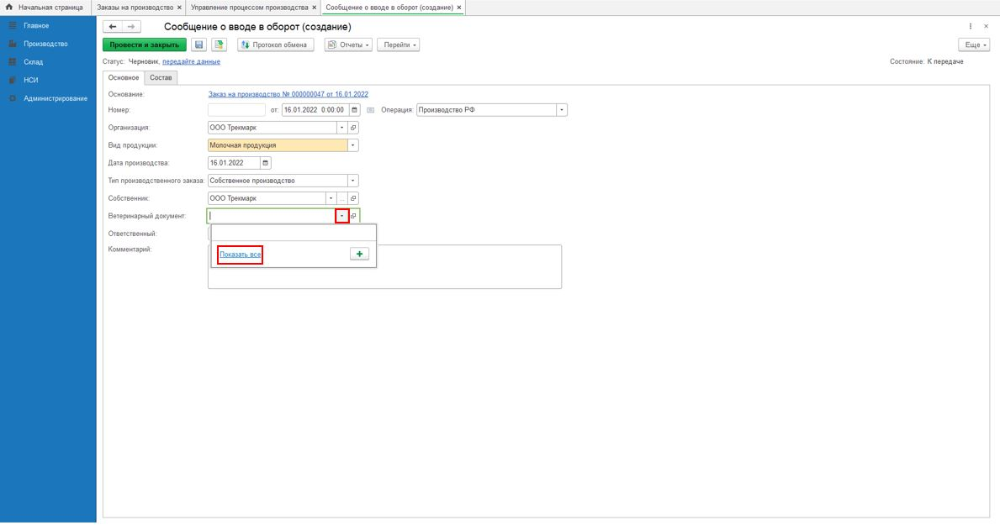 Начальная страница
Заказы на производство ×
Управление процессом производства ×
Сообщение о вводе в оборот (создание) ×
Главное
Производство
Склад
НСИ
Администрирование
Сообщение о вводе в оборот (создание)
Провести и закрыть
Протокол обмена
Отчеты
Перейти
Еще
Статус: Черновик, передайте данные
Состояние: К передаче
Основное
Состав
Основание: Заказ на производство № 000000047 от 16.01.2022
Номер: от: 16.01.2022 0:00:00 Операция: Производство РФ
Организация: ООО Трекмарк
Вид продукции: Молочная продукция
Дата производства: 16.01.2022
Тип производственного заказа: Собственное производство
Собственник: ООО Трекмарк ...
Ветеринарный документ:
Ответственный:
Комментарий:
Показать все